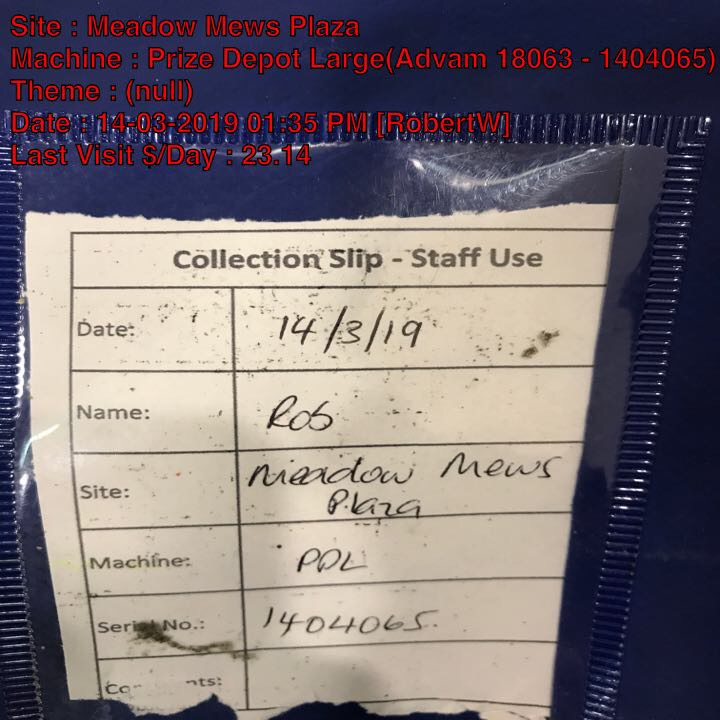 Site : Meadow Mews Plaza
Machine : Prize Depot Large(Advam 18063 - 1404065)
Theme : (null)
Date : 14-03-2019 01:35 PM [RobertW]
Last Visit $/Day : 23.14
Collection Slip - Staff Use
Date: 14/3/19
Name: Rob
Site: Meadow Mews
Plaza
Machine: PDL
Serial No.: 1404065